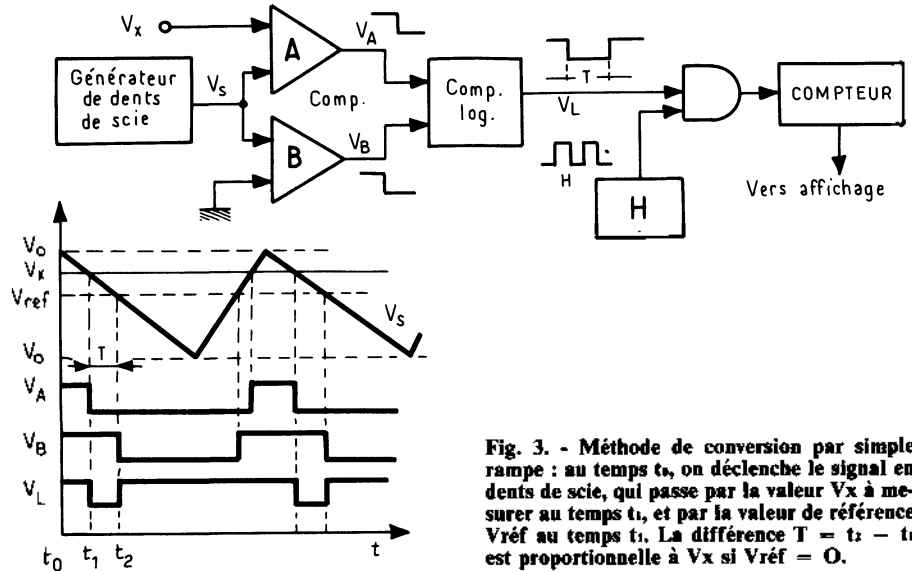 Vx
Générateur
de dents
de scie
Vs
A
B
Comp.
VA
VB
Comp.
log.
T
VL
H
H
COMPTEUR
Vers affichage
Vo
Vx
Vref
Vo
T
Vs
VA
VB
VL
t0
t1
t2
t
Fig. 3. - Méthode de conversion par simple
rampe : au temps t₀, on déclenche le signal en
dents de scie, qui passe par la valeur Vx à me-
surer au temps t₁, et par la valeur de référence
Vréf au temps t₁. La différence T = t₂ — t₁
est proportionnelle à Vx si Vréf = O.